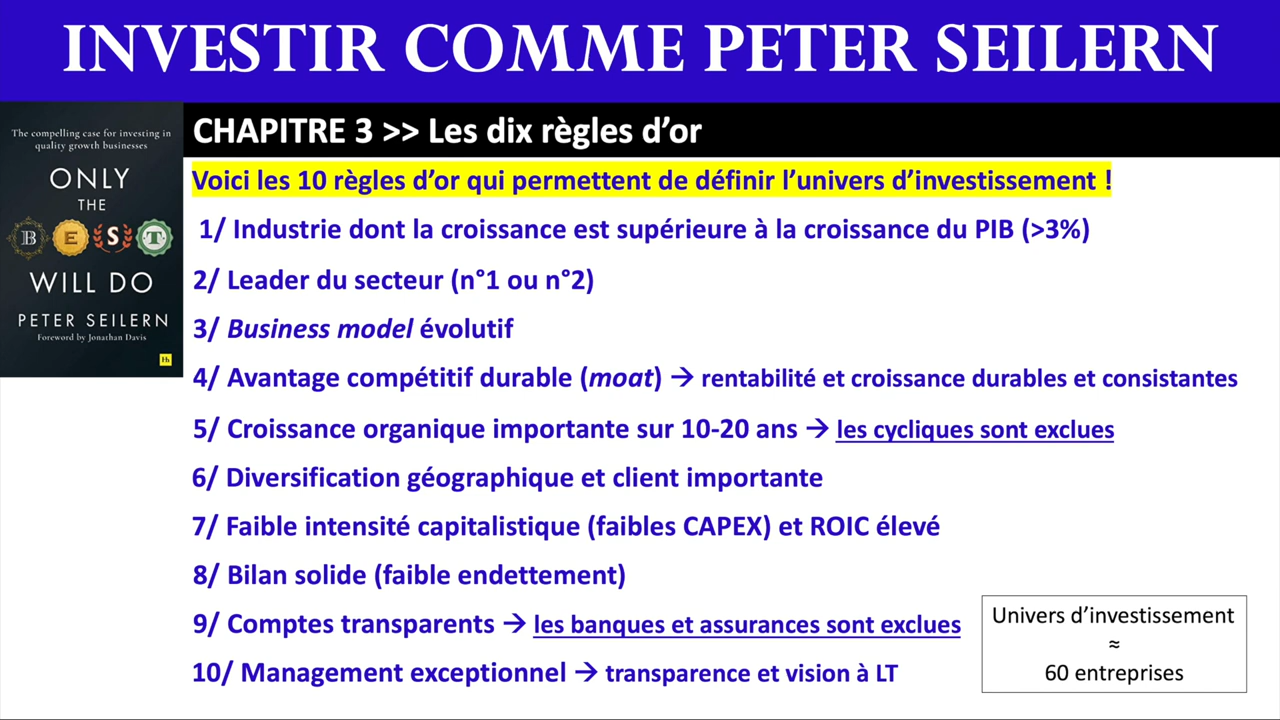 INVESTIR COMME PETER SEILERN
The compelling case for investing in
quality growth businesses
ONLY
THE
BEST
WILL DO
PETER SEILERN
Foreword by Jonathan Davis
Hh
CHAPITRE 3 >> Les dix règles d’or
Voici les 10 règles d’or qui permettent de définir l’univers d’investissement !
1/ Industrie dont la croissance est supérieure à la croissance du PIB (>3%)
2/ Leader du secteur (n°1 ou n°2)
3/ Business model évolutif
4/ Avantage compétitif durable (moat) → rentabilité et croissance durables et consistantes
5/ Croissance organique importante sur 10-20 ans → les cycliques sont exclues
6/ Diversification géographique et client importante
7/ Faible intensité capitalistique (faibles CAPEX) et ROIC élevé
8/ Bilan solide (faible endettement)
9/ Comptes transparents → les banques et assurances sont exclues
10/ Management exceptionnel → transparence et vision à LT
Univers d’investissement
≈
60 entreprises